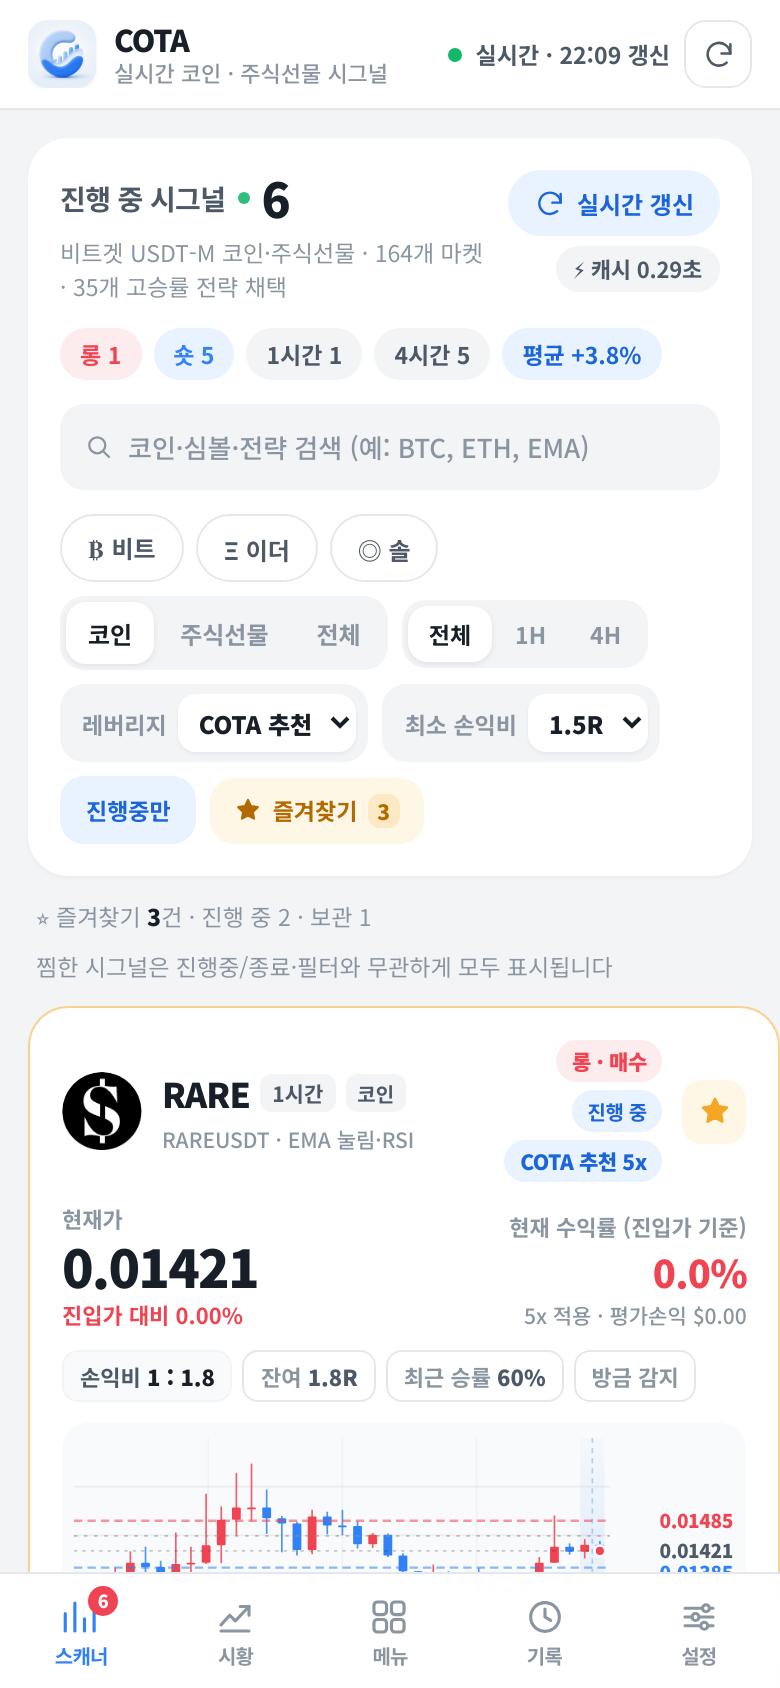 COTA
실시간 코인 · 주식선물 시그널
실시간 · 22:09 갱신
진행 중 시그널 6
실시간 갱신
비트겟 USDT-M 코인·주식선물 · 164개 마켓
· 35개 고승률 전략 채택
⚡ 캐시 0.29초
롱 1
숏 5
1시간 1
4시간 5
평균 +3.8%
코인·심볼·전략 검색 (예: BTC, ETH, EMA)
₿ 비트
Ξ 이더
◎ 솔
코인
주식선물
전체
전체
1H
4H
레버리지
COTA 추천
최소 손익비
1.5R
진행중만
★ 즐겨찾기 3
⭐ 즐겨찾기 3건 · 진행 중 2 · 보관 1
찜한 시그널은 진행중/종료·필터와 무관하게 모두 표시됩니다
RARE
1시간
코인
RAREUSDT · EMA 눌림·RSI
롱 · 매수
진행 중
COTA 추천 5x
현재가
0.01421
진입가 대비 0.00%
현재 수익률 (진입가 기준)
0.0%
5x 적용 · 평가손익 $0.00
손익비 1 : 1.8
잔여 1.8R
최근 승률 60%
방금 감지
0.01485
0.01421
0.01385
6
스캐너
시황
메뉴
기록
설정